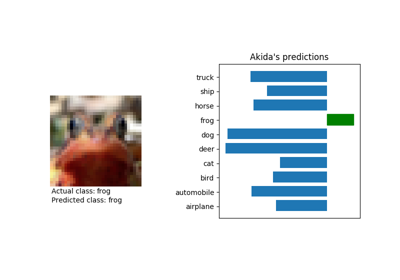 Akida's predictions
truck
ship
horse
frog
dog
deer
cat
bird
automobile
airplane
Actual class: frog
Predicted class: frog